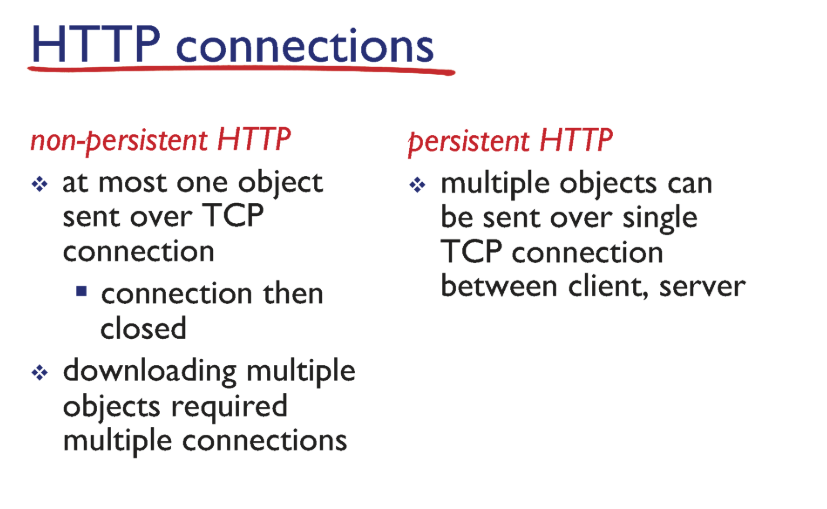 HTTP connections
non-persistent HTTP
❖ at most one object
sent over TCP
connection
▪ connection then
closed
❖ downloading multiple
objects required
multiple connections
persistent HTTP
❖ multiple objects can
be sent over single
TCP connection
between client, server